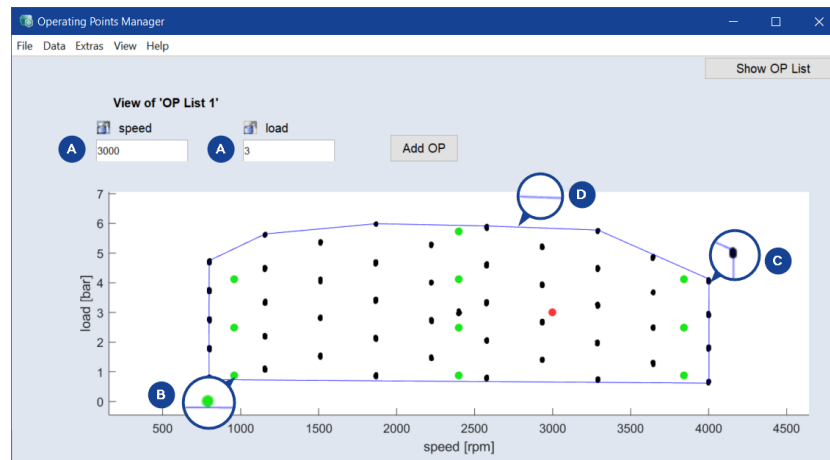 Operating Points Manager
File Data Extras View Help
Show OP List
View of 'OP List 1'
speed load
A 3000 A 3 Add OP
D
C
B
load [bar]
7
6
5
4
3
2
1
0
500 1000 1500 2000 2500 3000 3500 4000 4500
speed [rpm]